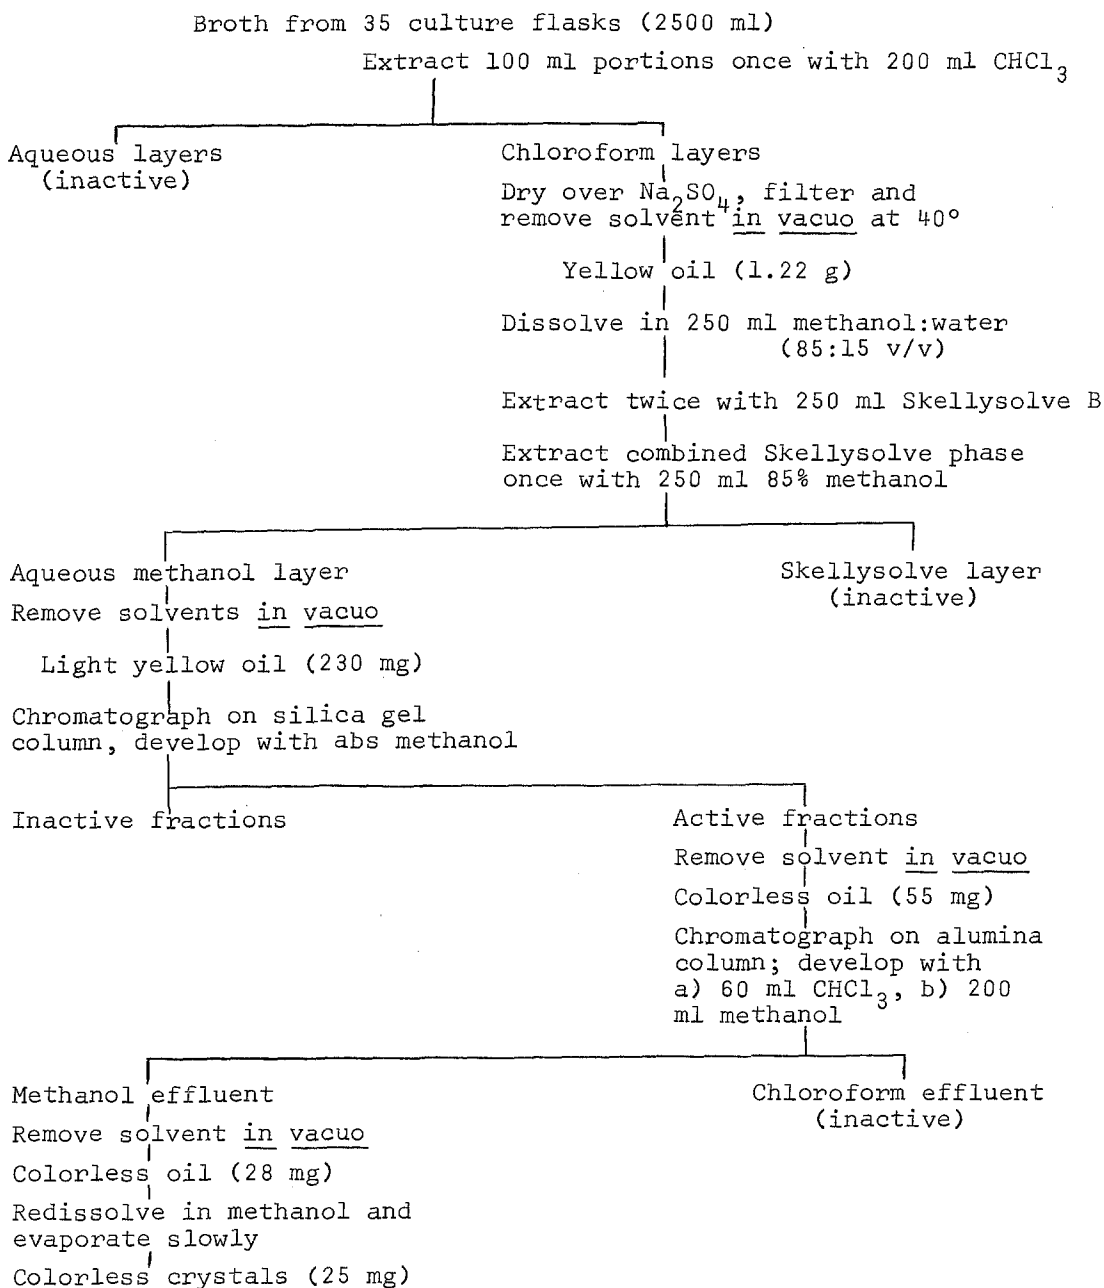 Broth from 35 culture flasks (2500 ml)
Extract 100 ml portions once with 200 ml CHCl3
Aqueous layers
(inactive)
Chloroform layers
Dry over Na2SO4, filter and
remove solvent in vacuo at 40°
Yellow oil (1.22 g)
Dissolve in 250 ml methanol:water
(85:15 v/v)
Extract twice with 250 ml Skellysolve B
Extract combined Skellysolve phase
once with 250 ml 85% methanol
Aqueous methanol layer
Remove solvents in vacuo
Light yellow oil (230 mg)
Chromatograph on silica gel
column, develop with abs methanol
Skellysolve layer
(inactive)
Inactive fractions
Active fractions
Remove solvent in vacuo
Colorless oil (55 mg)
Chromatograph on alumina
column; develop with
a) 60 ml CHCl3, b) 200
ml methanol
Methanol effluent
Remove solvent in vacuo
Colorless oil (28 mg)
Redissolve in methanol and
evaporate slowly
Colorless crystals (25 mg)
Chloroform effluent
(inactive)